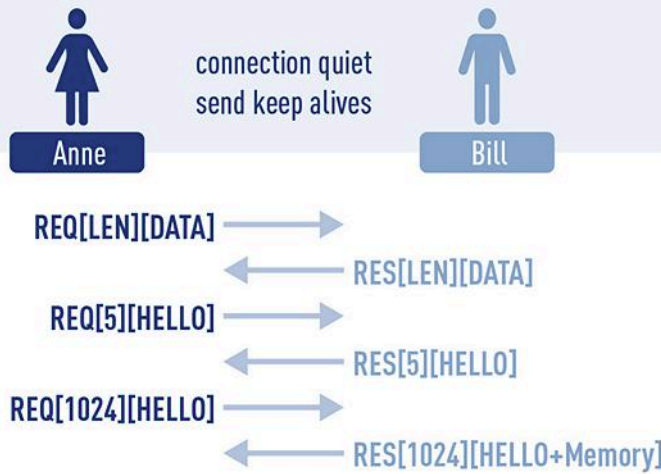 connection quiet
send keep alives
Anne
Bill
REQ[LEN][DATA]
RES[LEN][DATA]
REQ[5][HELLO]
RES[5][HELLO]
REQ[1024][HELLO]
RES[1024][HELLO+Memory]